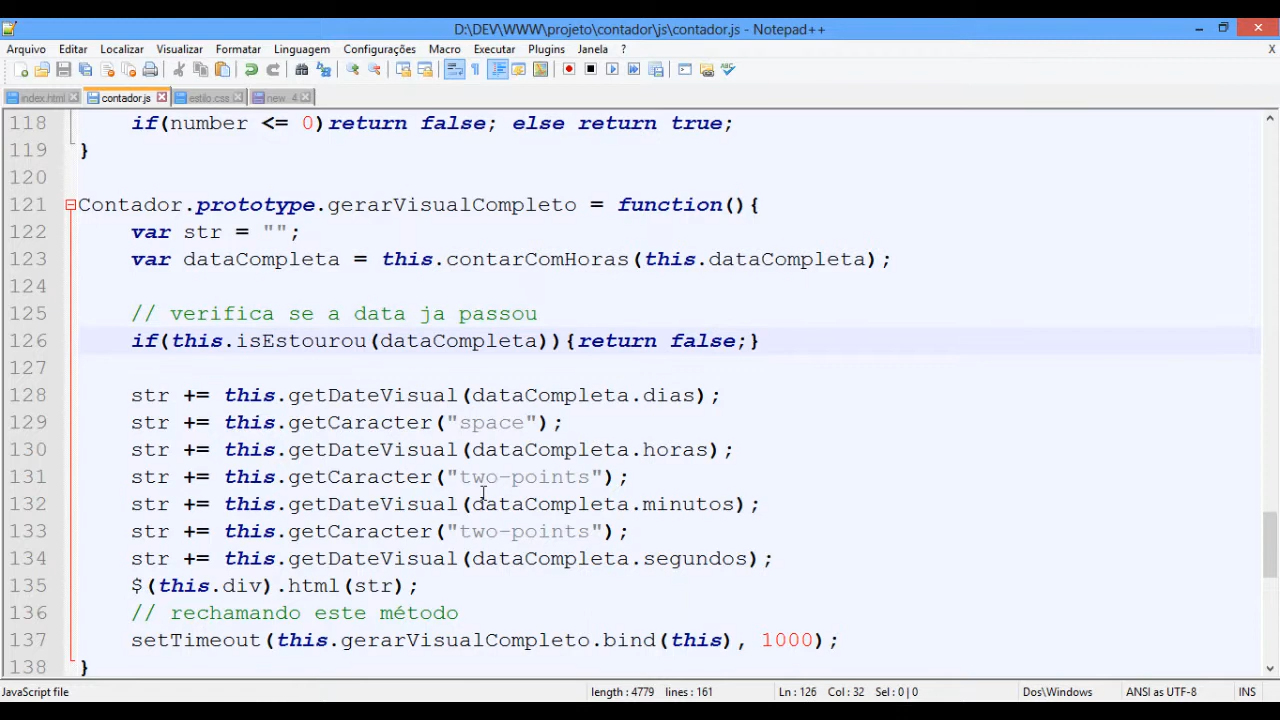 D:\DEV\WWW\projeto\contador\js\contador.js - Notepad++
Arquivo Editar Localizar Visualizar Formatar Linguagem Configurações Macro Executar Plugins Janela ? X
index.html contador.js estilo.css new 4
118 if(number <= 0)return false; else return true;
119 }
120
121 Contador.prototype.gerarVisualCompleto = function(){
122 var str = "";
123 var dataCompleta = this.contarComHoras(this.dataCompleta);
124
125 // verifica se a data ja passou
126 if(this.isEstourou(dataCompleta)){return false;}
127
128 str += this.getDateVisual(dataCompleta.dias);
129 str += this.getCaracter("space");
130 str += this.getDateVisual(dataCompleta.horas);
131 str += this.getCaracter("two-points");
132 str += this.getDateVisual(dataCompleta.minutos);
133 str += this.getCaracter("two-points");
134 str += this.getDateVisual(dataCompleta.segundos);
135 $(this.div).html(str);
136 // rechamando este método
137 setTimeout(this.gerarVisualCompleto.bind(this), 1000);
138 }
JavaScript file length : 4779 lines : 161 Ln : 126 Col : 32 Sel : 0 | 0 Dos\Windows ANSI as UTF-8 INS